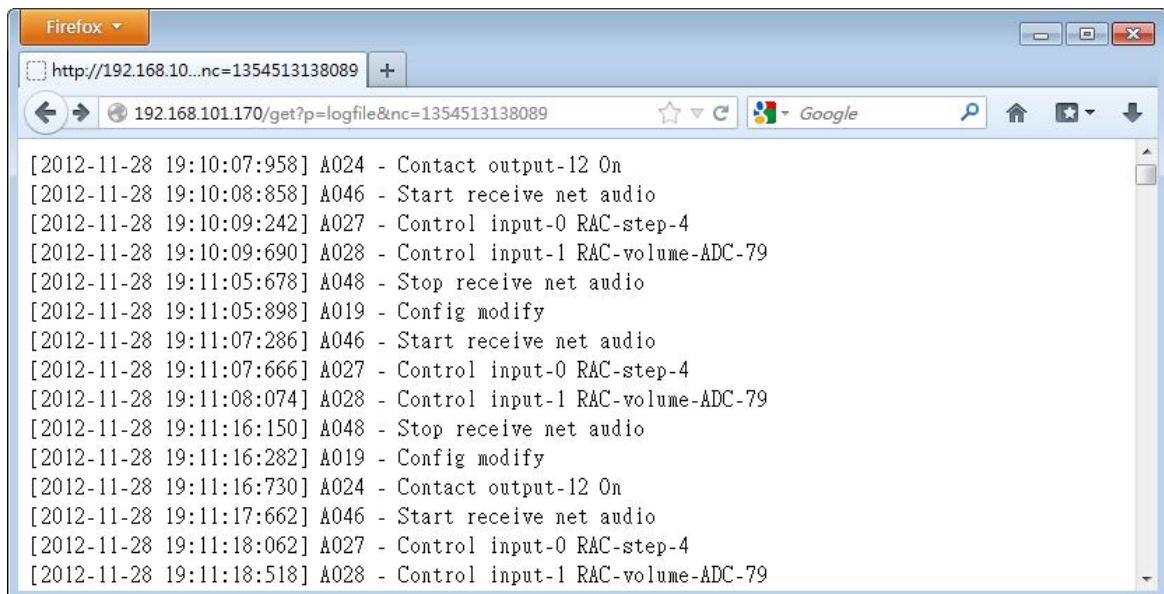 Firefox
http://192.168.10...nc=1354513138089
192.168.101.170/get?p=logfile&nc=1354513138089
Google
[2012-11-28 19:10:07:958] A024 - Contact output-12 On
[2012-11-28 19:10:08:858] A046 - Start receive net audio
[2012-11-28 19:10:09:242] A027 - Control input-0 RAC-step-4
[2012-11-28 19:10:09:690] A028 - Control input-1 RAC-volume-ADC-79
[2012-11-28 19:11:05:678] A048 - Stop receive net audio
[2012-11-28 19:11:05:898] A019 - Config modify
[2012-11-28 19:11:07:286] A046 - Start receive net audio
[2012-11-28 19:11:07:666] A027 - Control input-0 RAC-step-4
[2012-11-28 19:11:08:074] A028 - Control input-1 RAC-volume-ADC-79
[2012-11-28 19:11:16:150] A048 - Stop receive net audio
[2012-11-28 19:11:16:282] A019 - Config modify
[2012-11-28 19:11:16:730] A024 - Contact output-12 On
[2012-11-28 19:11:17:662] A046 - Start receive net audio
[2012-11-28 19:11:18:062] A027 - Control input-0 RAC-step-4
[2012-11-28 19:11:18:518] A028 - Control input-1 RAC-volume-ADC-79